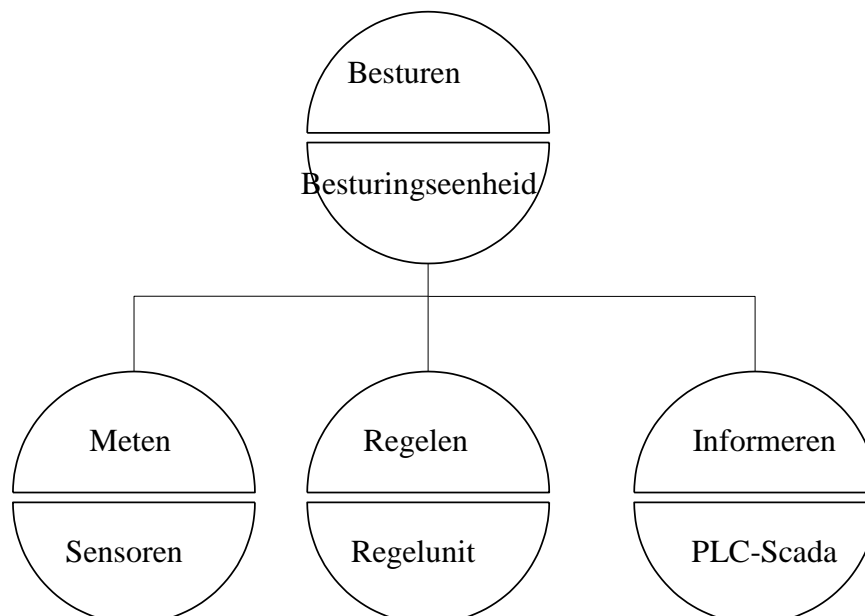 Besturen
Besturingseenheid
Meten
Regelen
Informeren
Sensoren
Regelunit
PLC-Scada